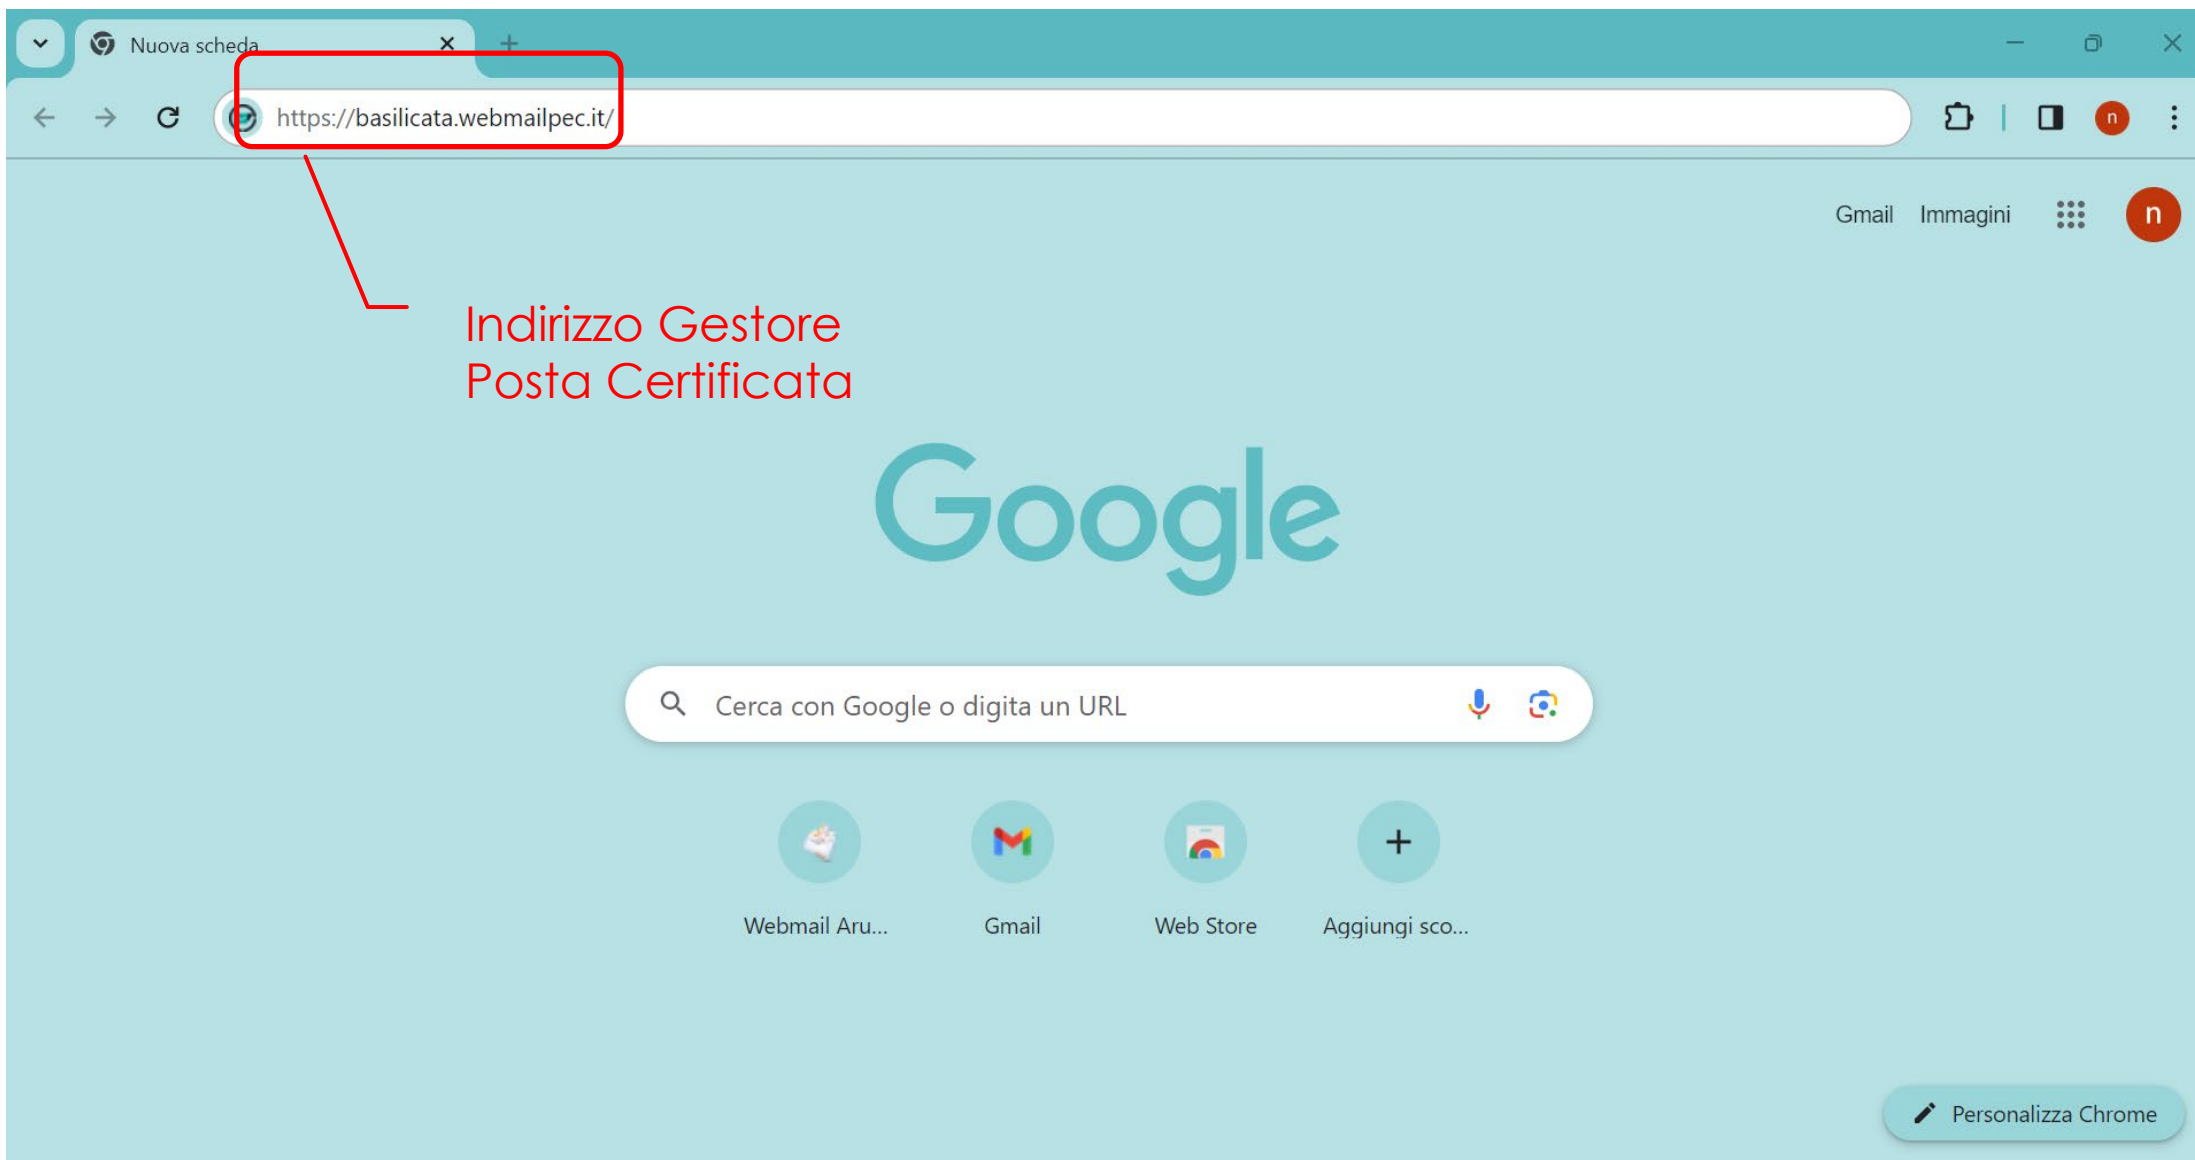 Nuova scheda
https://basilicata.webmailpec.it/
n
Gmail Immagini
n
Indirizzo Gestore
Posta Certificata
Google
Cerca con Google o digita un URL
Webmail Aru... Gmail Web Store Aggiungi sco...
Personalizza Chrome